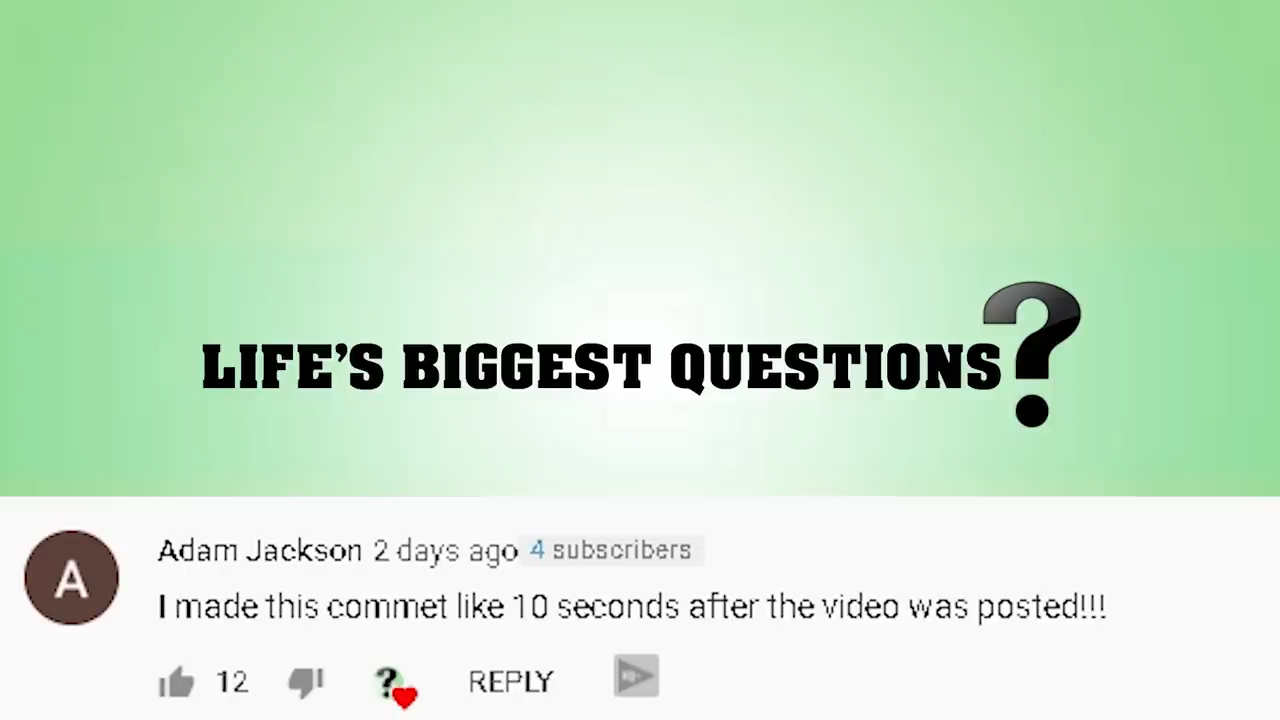 LIFE'S BIGGEST QUESTIONS?
A
Adam Jackson 2 days ago 4 subscribers
I made this commet like 10 seconds after the video was posted!!!
12 ? REPLY